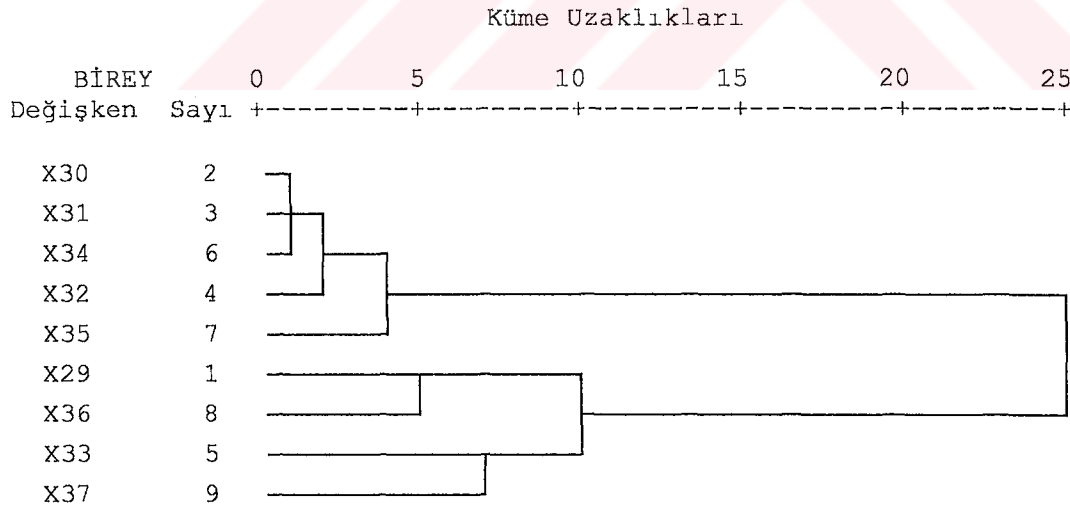 Küme Uzaklıkları
BİREY 0 5 10 15 20 25
Değişken Sayı +---------+---------+---------+---------+---------+
X30 2
X31 3
X34 6
X32 4
X35 7
X29 1
X36 8
X33 5
X37 9